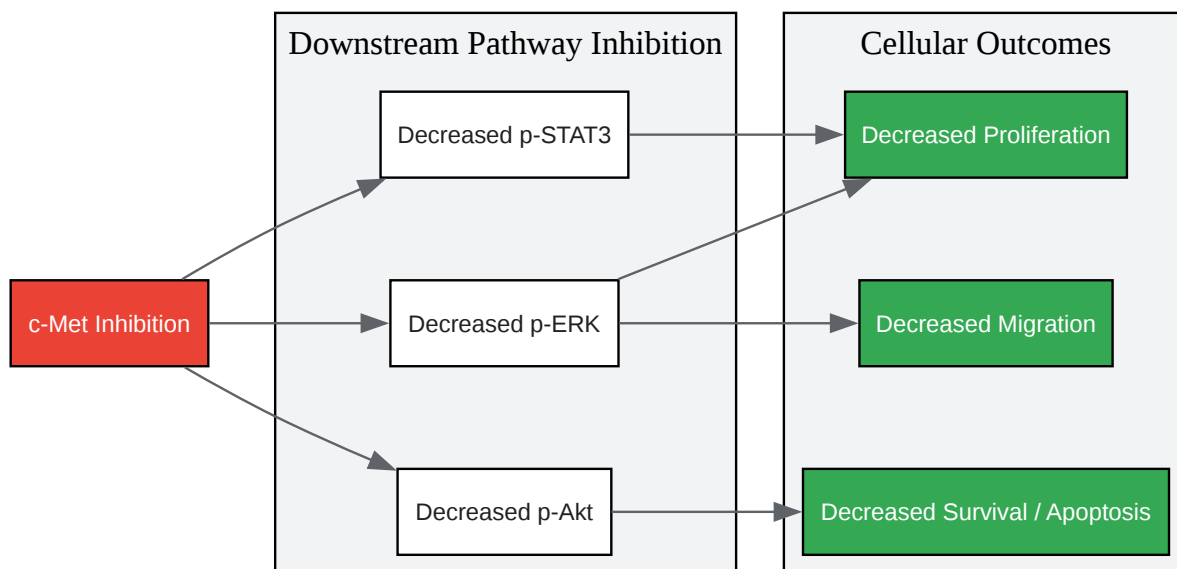 Downstream Pathway Inhibition
Cellular Outcomes
Decreased p-STAT3
Decreased Proliferation
c-Met Inhibition
Decreased p-ERK
Decreased Migration
Decreased p-Akt
Decreased Survival / Apoptosis